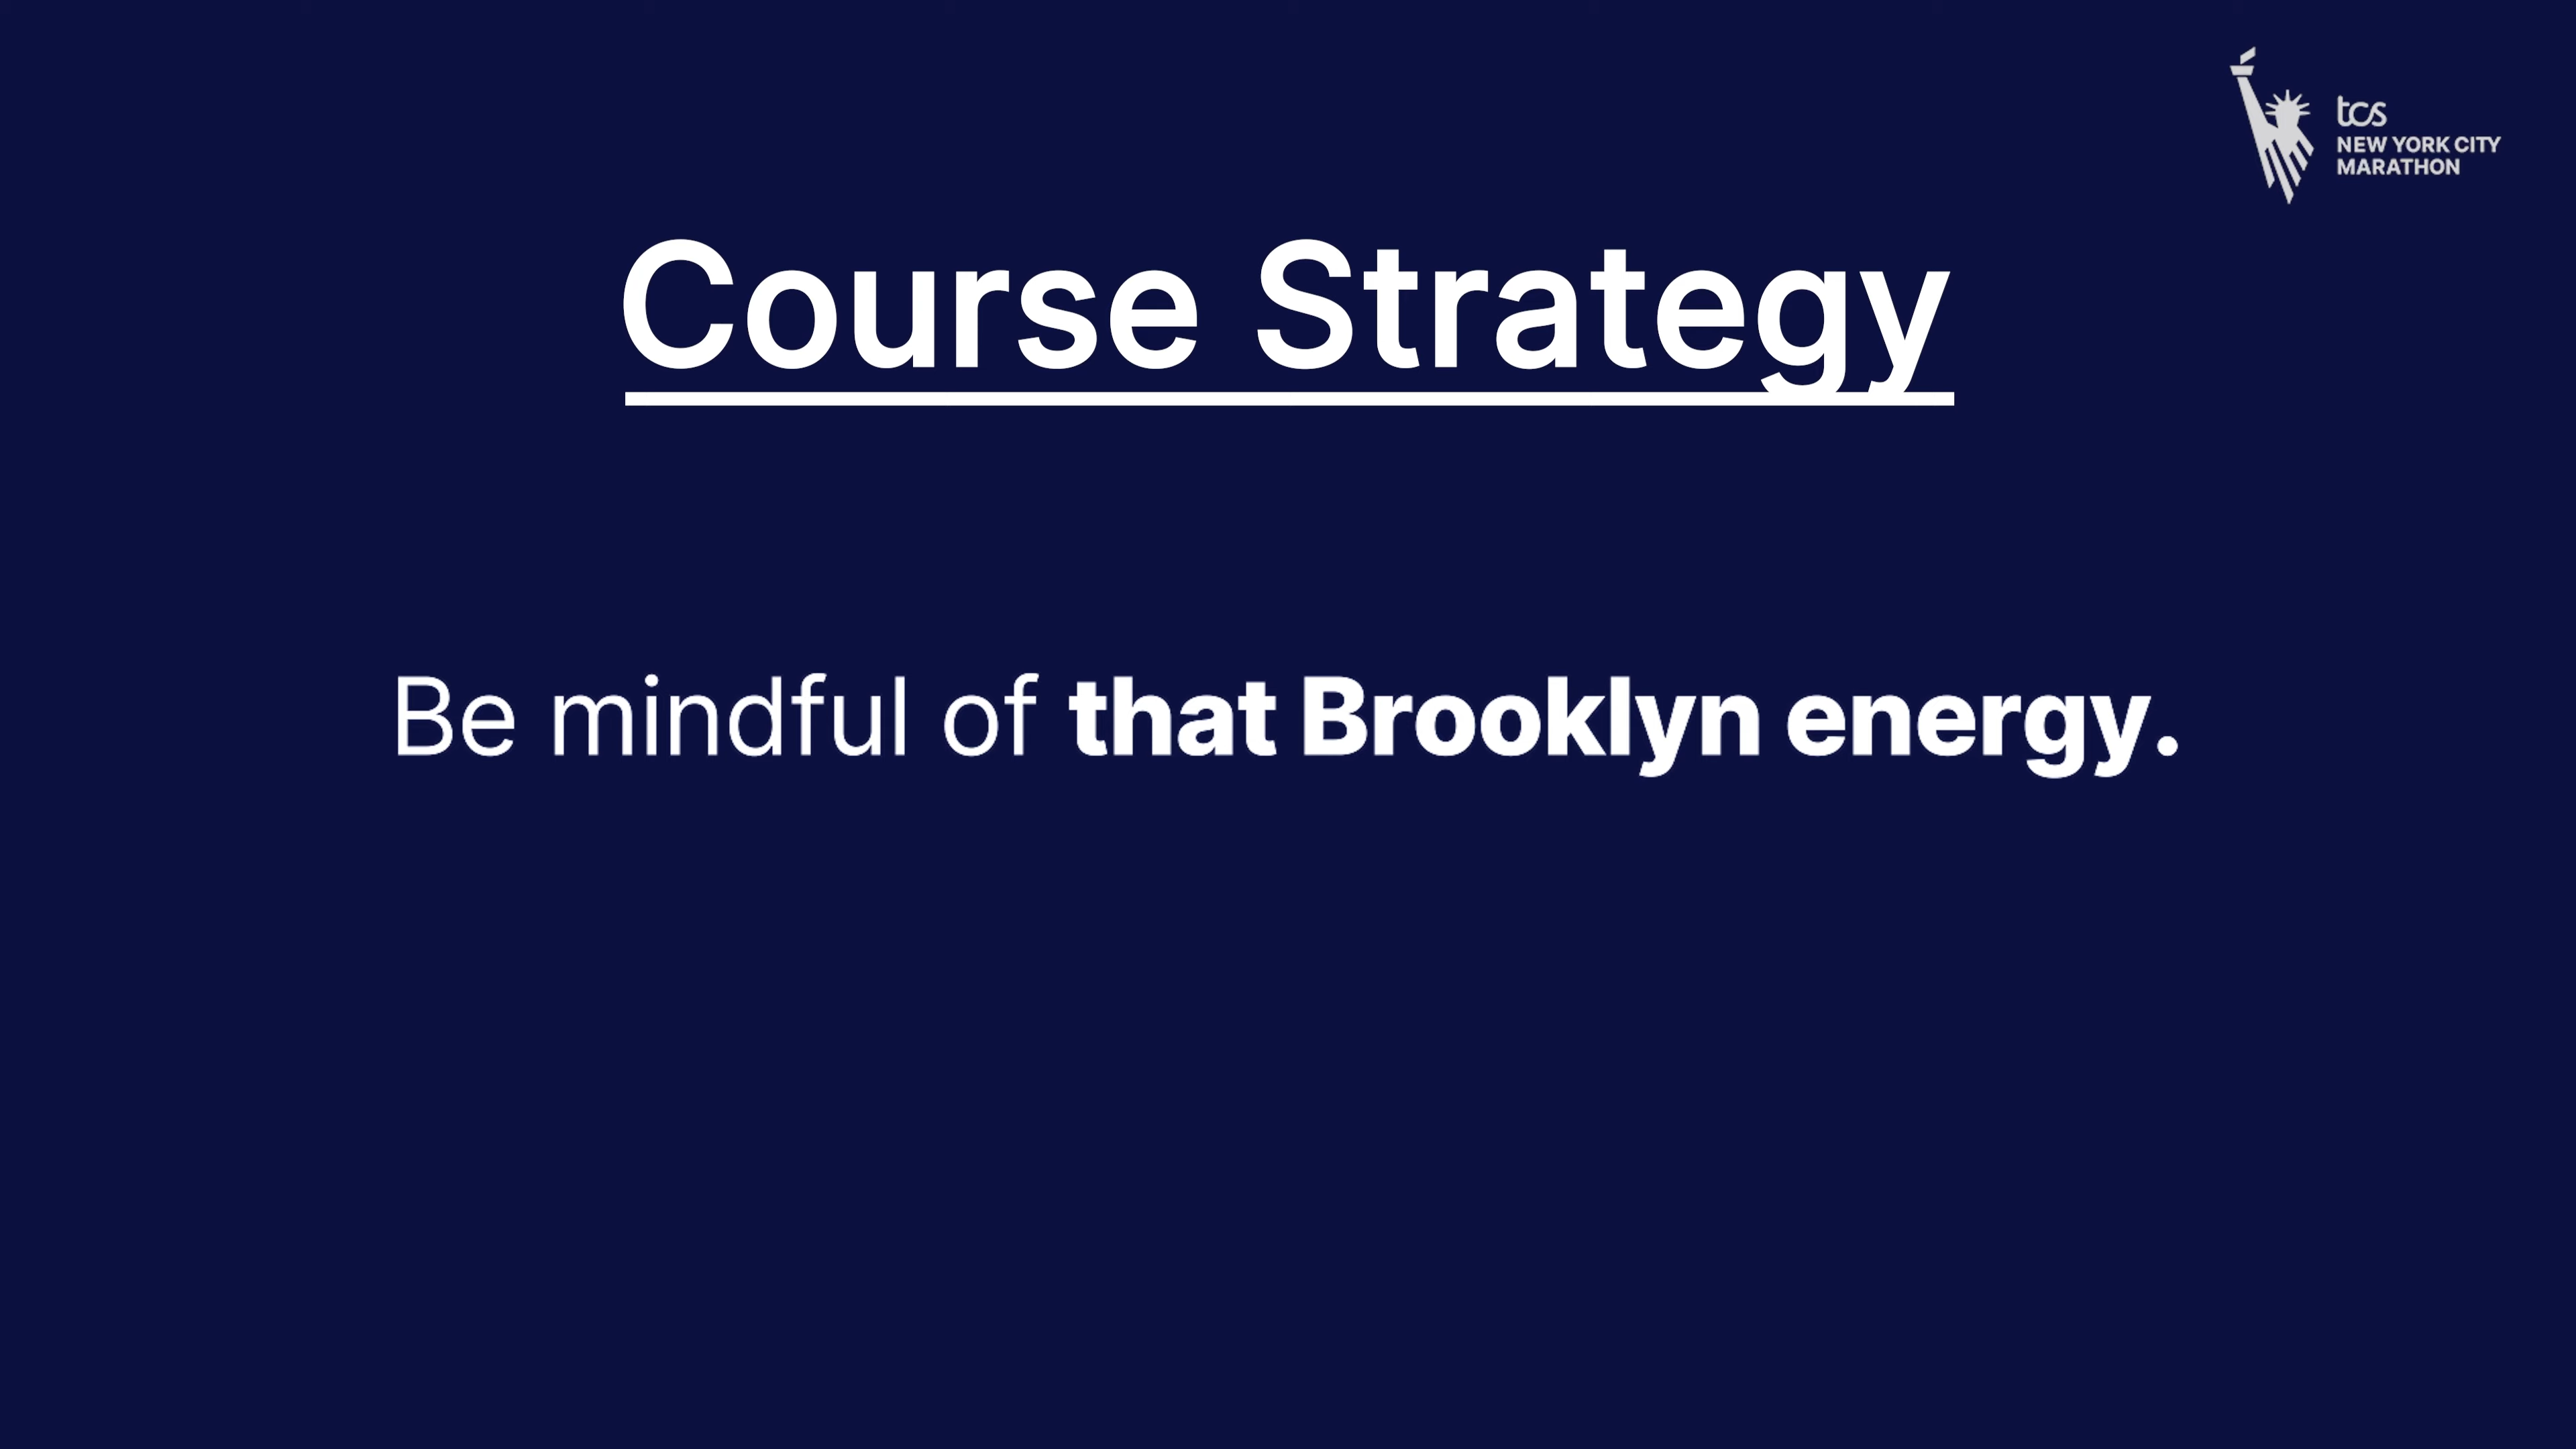 tcs
NEW YORK CITY
MARATHON
Course Strategy
Be mindful of that Brooklyn energy.